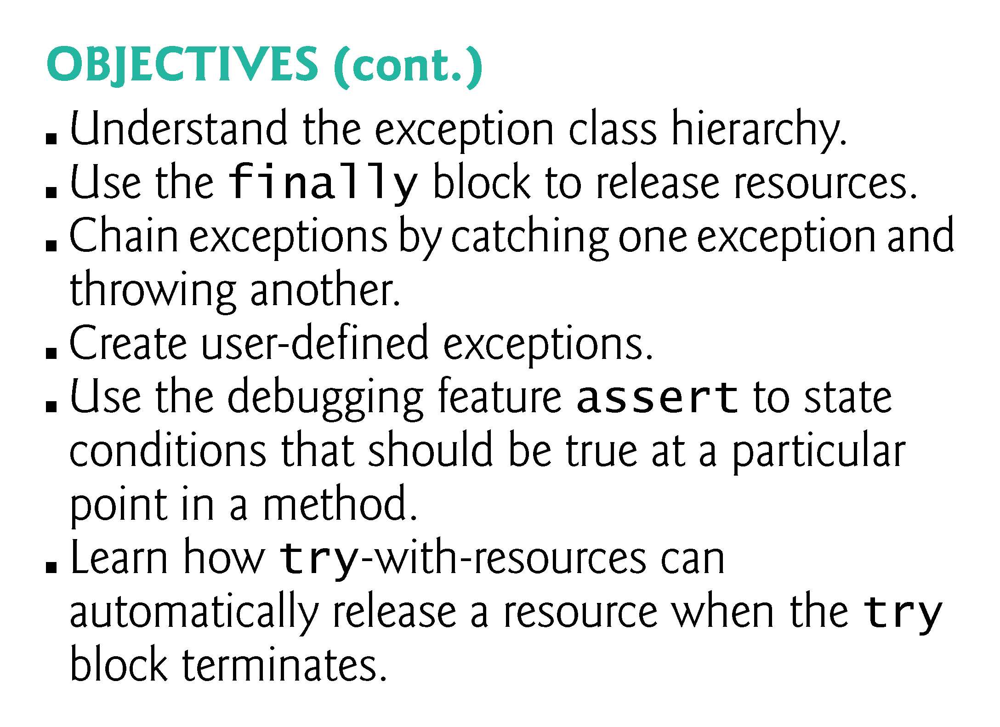 OBJECTIVES (cont.)
▪ Understand the exception class hierarchy.
▪ Use the finally block to release resources.
▪ Chain exceptions by catching one exception and
throwing another.
▪ Create user-defined exceptions.
▪ Use the debugging feature assert to state
conditions that should be true at a particular
point in a method.
▪ Learn how try-with-resources can
automatically release a resource when the try
block terminates.